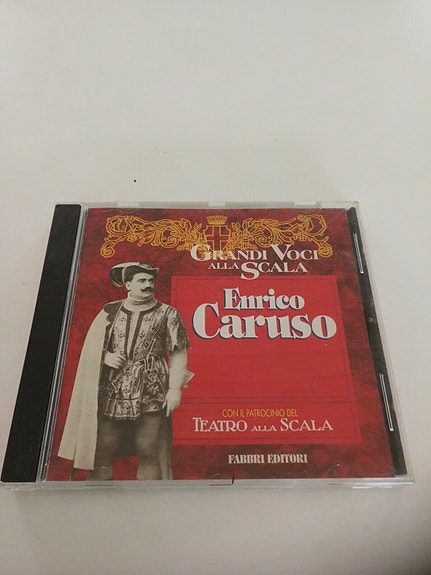 GRANDI VOCI
ALLA SCALA
Enrico
Caruso
CON IL PATROCINIO DEL
TEATRO ALLA SCALA
FABBRI EDITORI